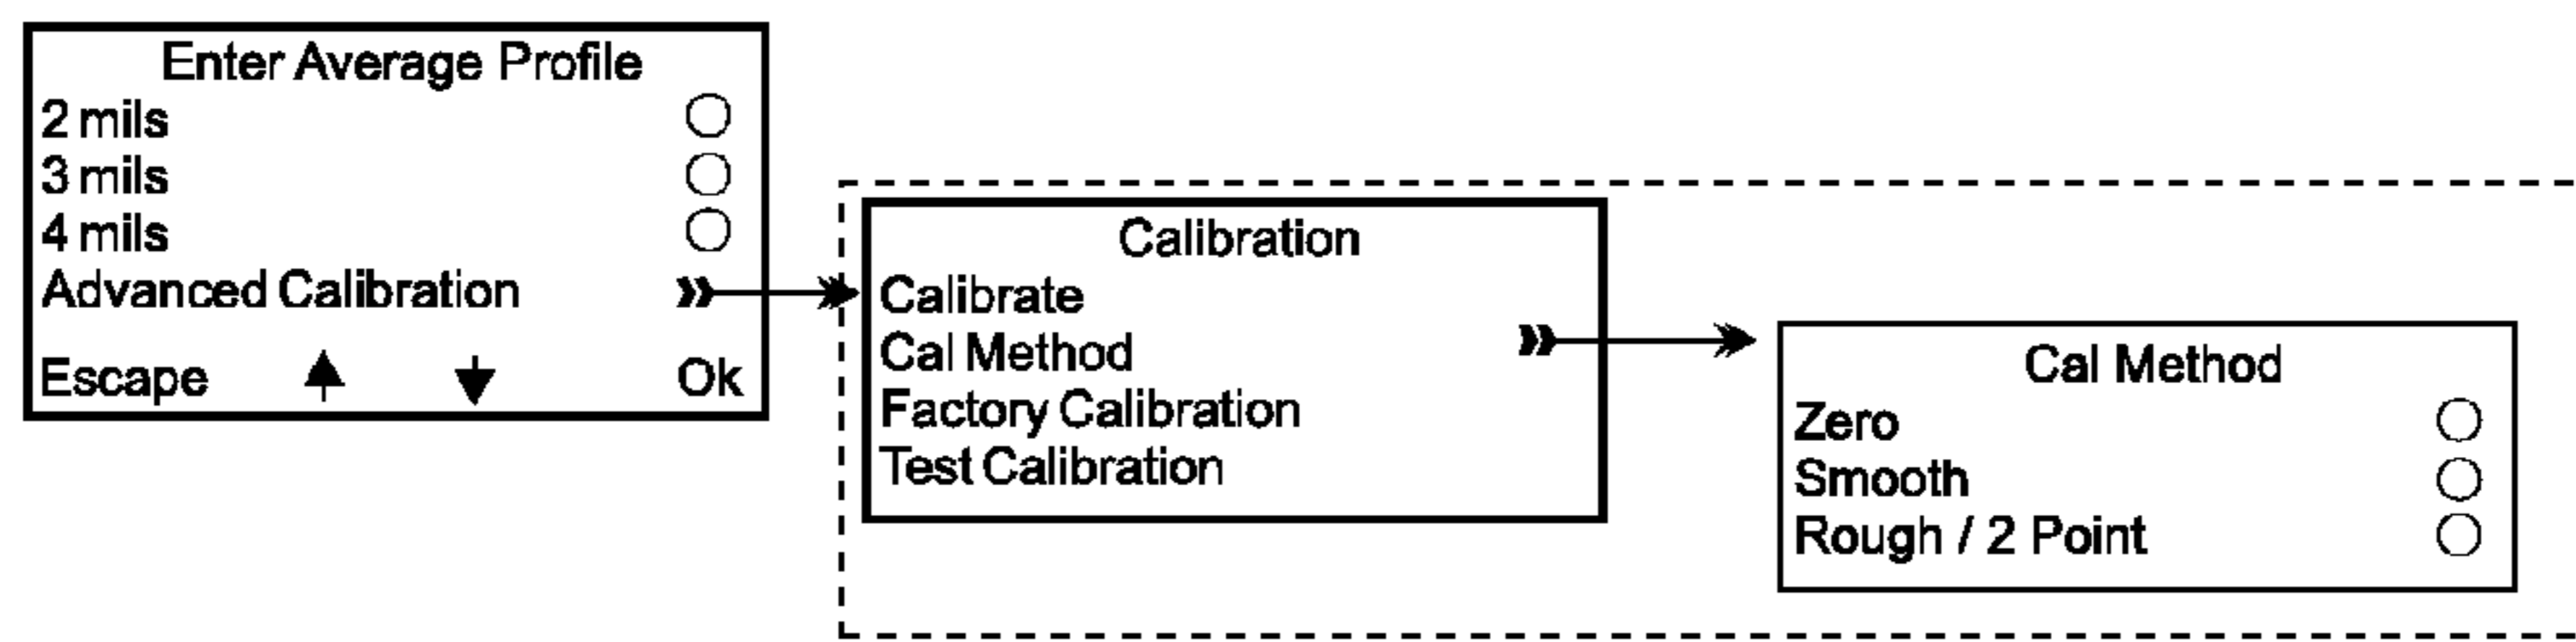 Enter Average Profile
2 mils
3 mils
4 mils
Advanced Calibration
Escape Ok
Calibration
Calibrate
Cal Method
Factory Calibration
Test Calibration
Cal Method
Zero
Smooth
Rough / 2 Point